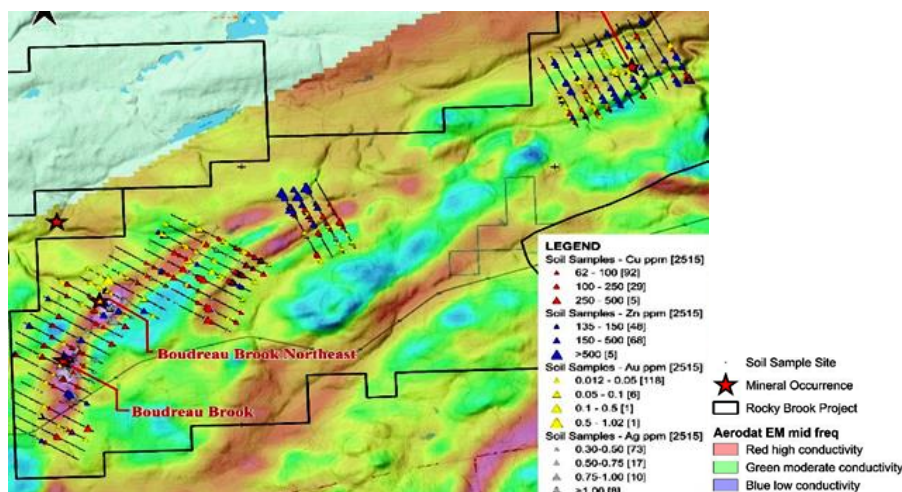 Boudreau Brook Northeast
Boudreau Brook
LEGEND
Soil Samples - Cu ppm [2515]
62 - 100 [92]
100 - 250 [29]
250 - 500 [5]
Soil Samples - Zn ppm [2515]
135 - 150 [48]
150 - 500 [68]
>500 [5]
Soil Samples - Au ppm [2515]
0.012 - 0.05 [118]
0.05 - 0.1 [6]
0.1 - 0.5 [1]
0.5 - 1.02 [1]
Soil Samples - Ag ppm [2515]
0.30-0.50 [73]
0.50-0.75 [17]
0.75-1.00 [10]
>1.00 [8]
Soil Sample Site
Mineral Occurrence
Rocky Brook Project
Aerodat EM mid freq
Red high conductivity
Green moderate conductivity
Blue low conductivity